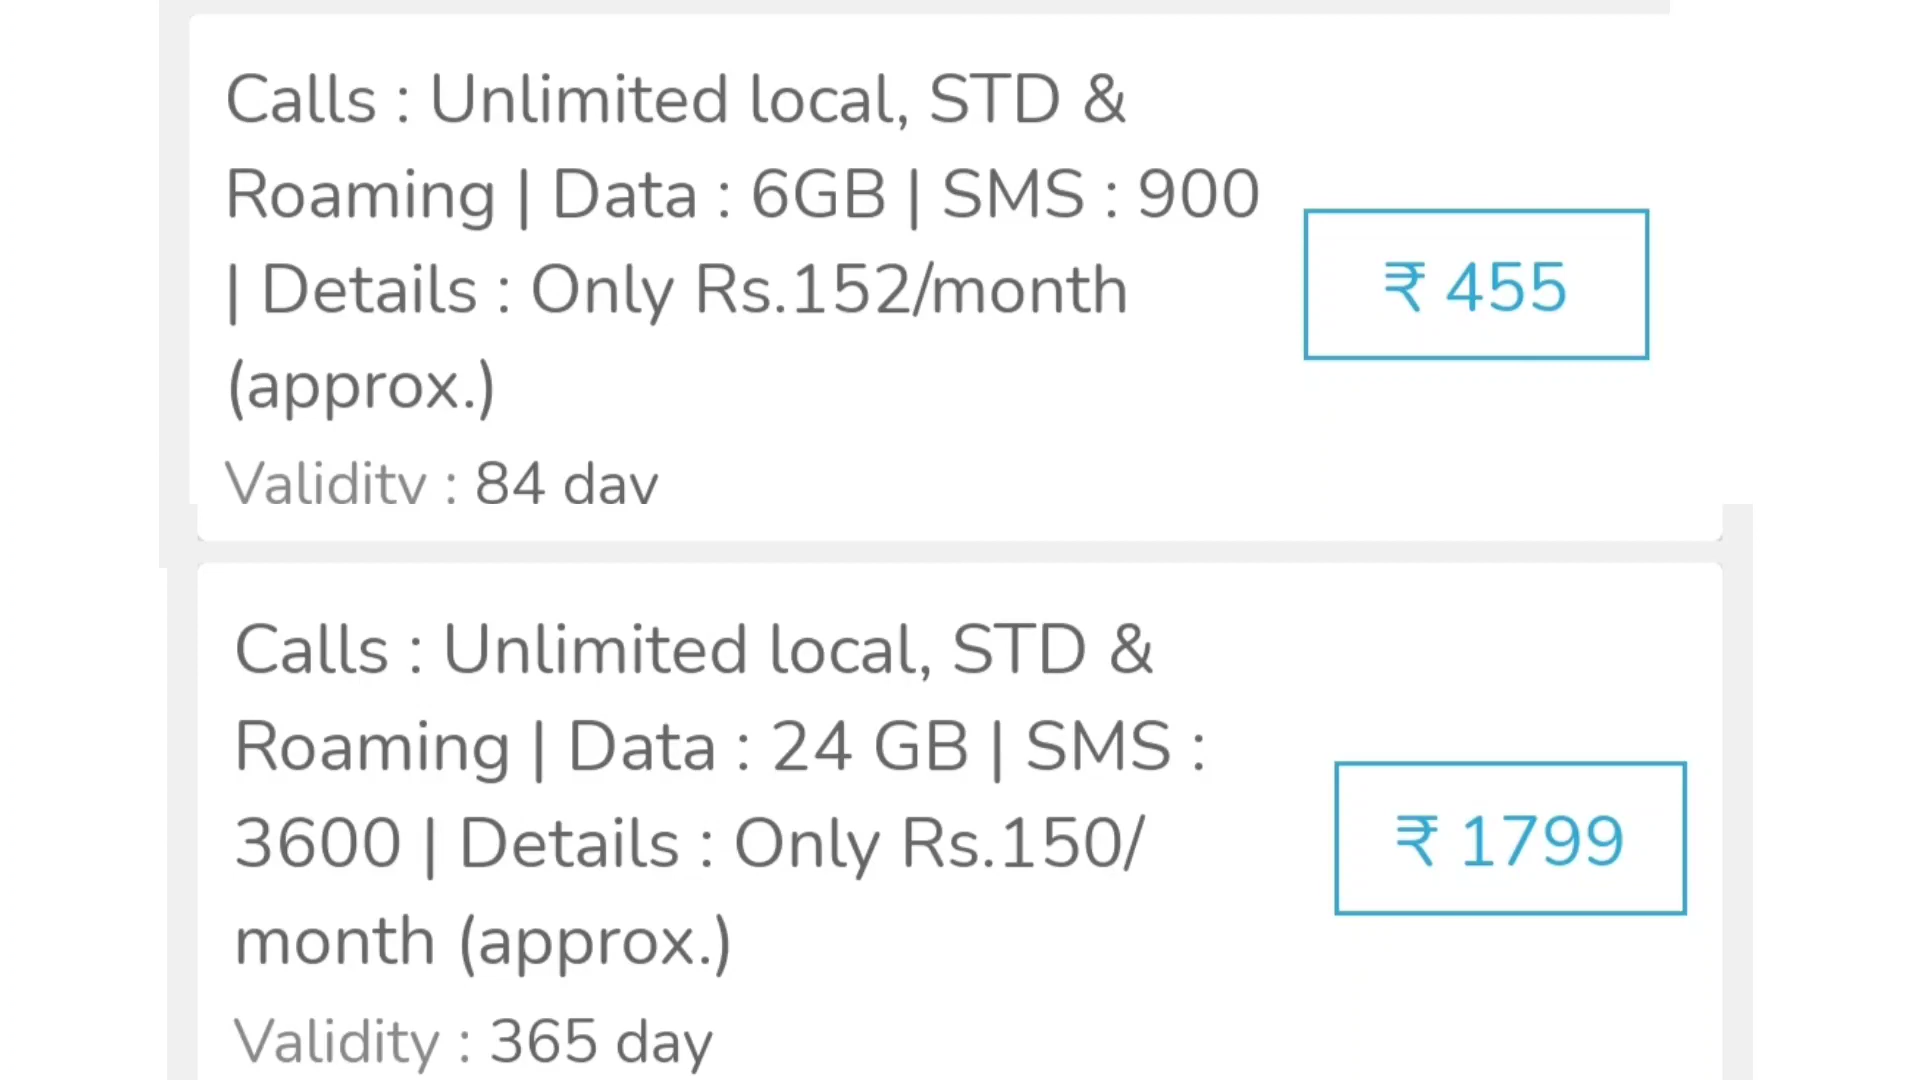 Calls : Unlimited local, STD &
Roaming | Data : 6GB | SMS : 900
| Details : Only Rs.152/month
(approx.)
₹ 455
Validity : 84 day
Calls : Unlimited local, STD &
Roaming | Data : 24 GB | SMS :
3600 | Details : Only Rs.150/
month (approx.)
₹ 1799
Validity : 365 day